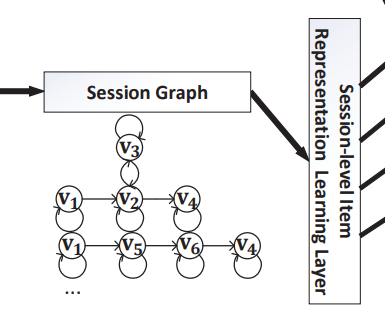 Session Graph
v3
v1 v2 v4
v1 v5 v6 v4
...
Session-level Item
Representation Learning Layer